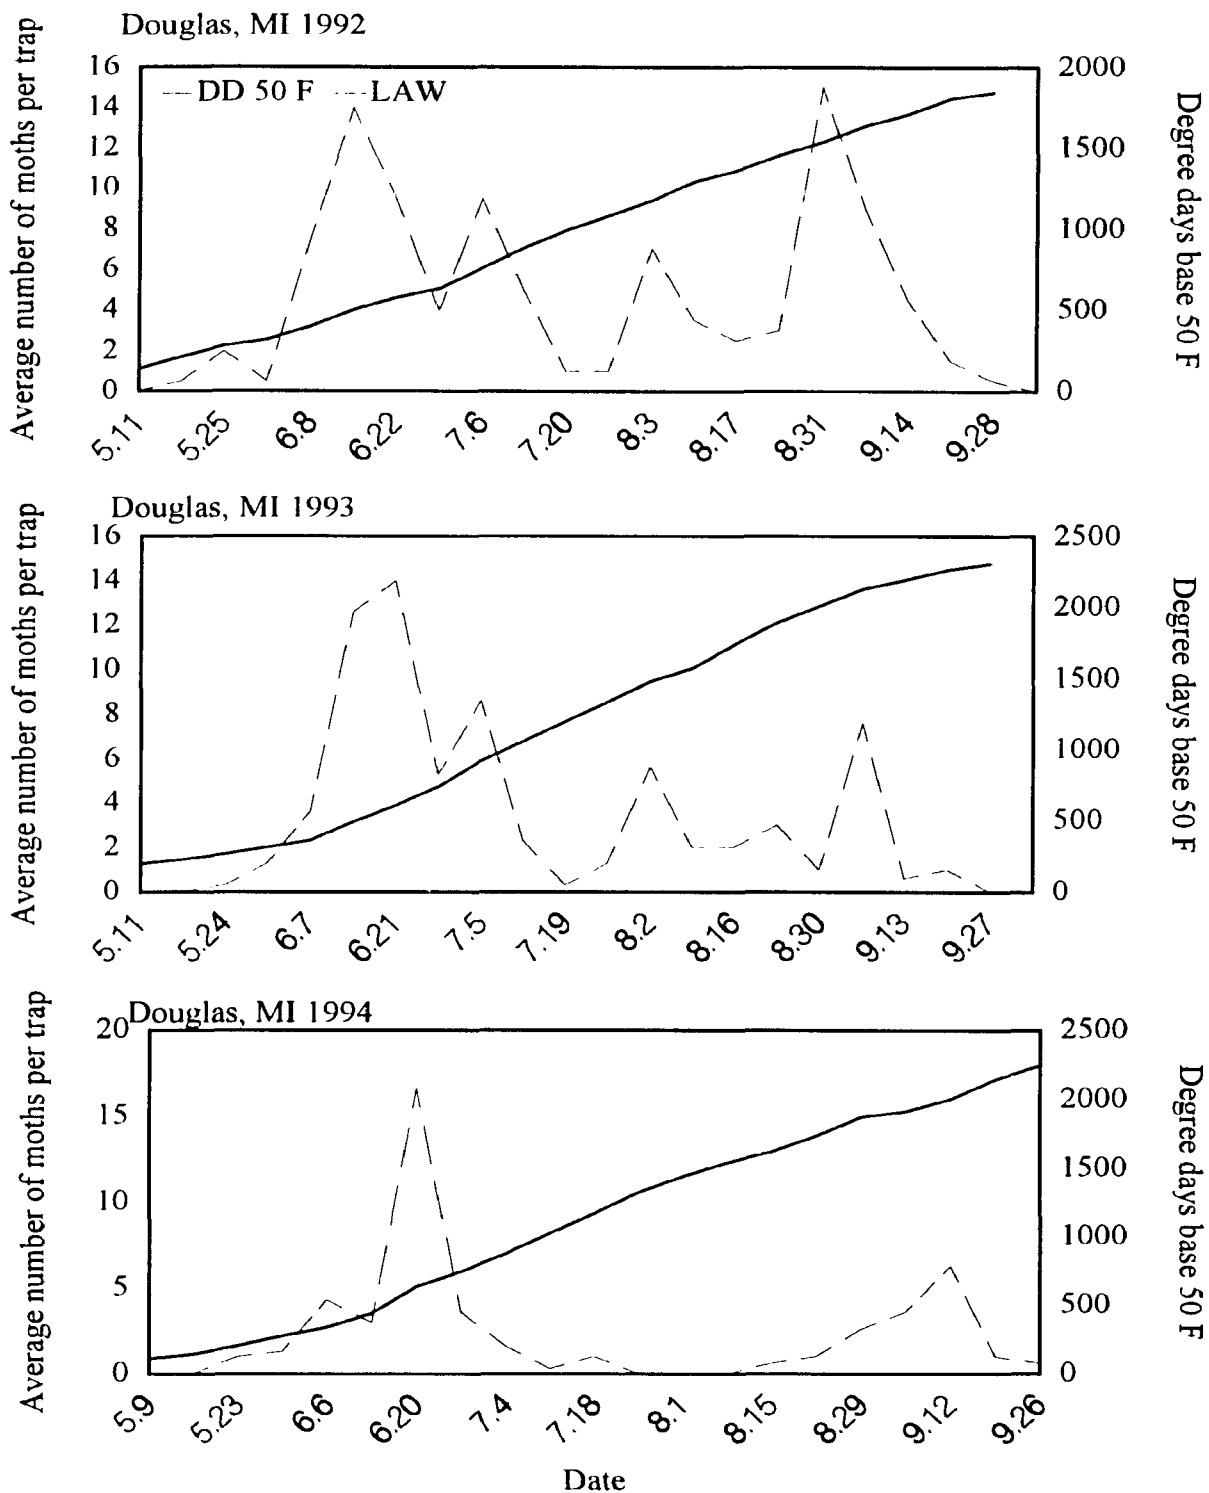 Douglas, MI 1992
Average number of moths per trap
16
14
12
10
8
6
4
2
0
DD 50 F LAW
2000
1500
1000
500
0
Degree days base 50 F
5.11 5.25 6.8 6.22 7.6 7.20 8.3 8.17 8.31 9.14 9.28
Douglas, MI 1993
Average number of moths per trap
16
14
12
10
8
6
4
2
0
2500
2000
1500
1000
500
0
Degree days base 50 F
5.11 5.24 6.7 6.21 7.5 7.19 8.2 8.16 8.30 9.13 9.27
Douglas, MI 1994
Average number of moths per trap
20
15
10
5
0
2500
2000
1500
1000
500
0
Degree days base 50 F
5.9 5.23 6.6 6.20 7.4 7.18 8.1 8.15 8.29 9.12 9.26
Date